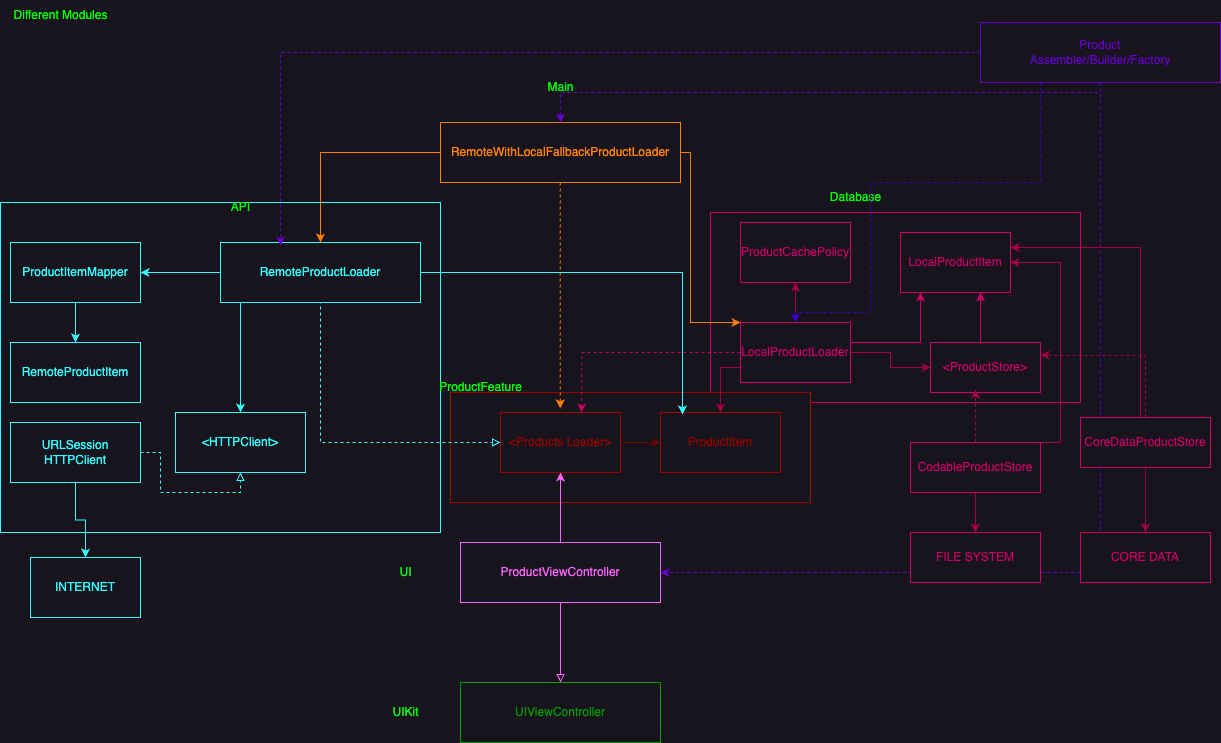 Different Modules
Product
Assembler/Builder/Factory
Main
RemoteWithLocalFallbackProductLoader
Database
API
ProductCachePolicy
LocalProductItem
ProductItemMapper
RemoteProductLoader
LocalProductLoader
<ProductStore>
RemoteProductItem
ProductFeature
<HTTPClient>
<Products Loader>
ProductItem
CoreDataProductStore
URLSession
HTTPClient
CodableProductStore
FILE SYSTEM
CORE DATA
UI
ProductViewController
INTERNET
UIKit
UIViewController